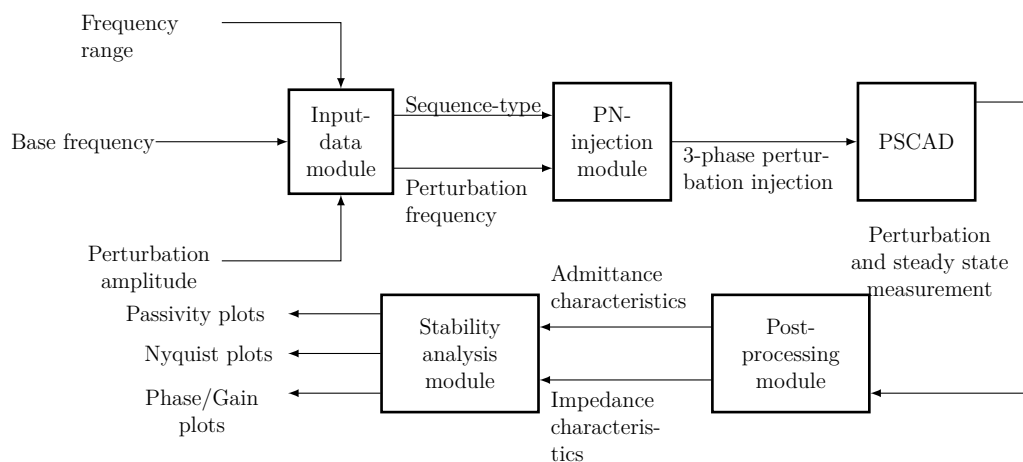 Frequency
range
Base frequency
Perturbation
amplitude
Input-
data
module
Sequence-type
Perturbation
frequency
PN-
injection
module
3-phase pertur-
bation injection
PSCAD
Perturbation
and steady state
measurement
Post-
processing
module
Admittance
characteristics
Impedance
characteris-
tics
Stability
analysis
module
Passivity plots
Nyquist plots
Phase/Gain
plots